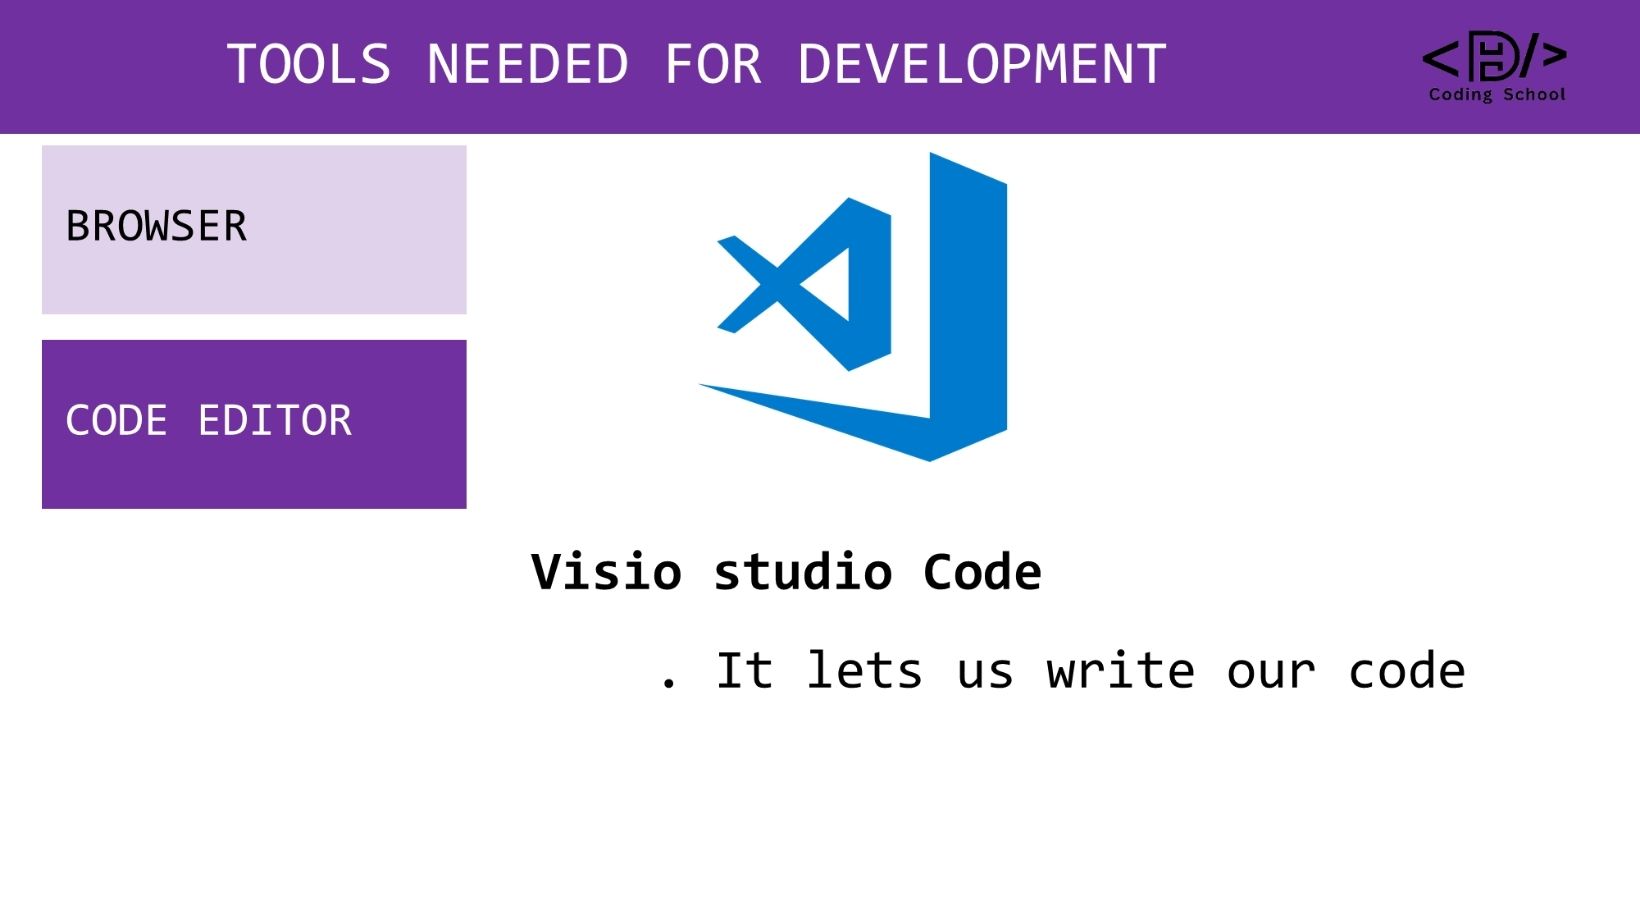 TOOLS NEEDED FOR DEVELOPMENT
Coding School
BROWSER
CODE EDITOR
Visio studio Code
. It lets us write our code